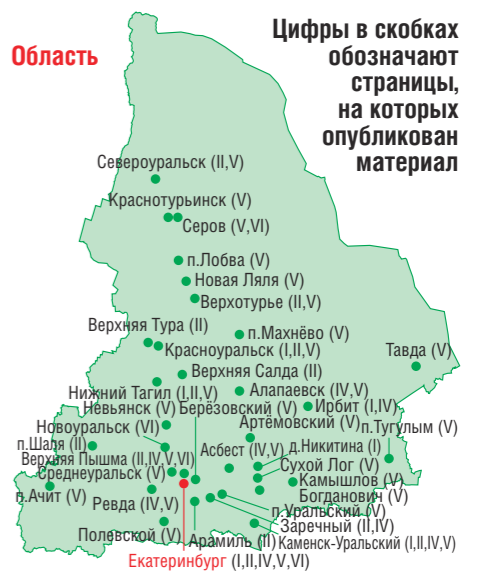 Область
Цифры в скобках
обозначают
страницы,
на которых
опубликован
материал
Североуральск (II,V)
Краснотурьинск (V)
Серов (V,VI)
п.Лобва (V)
Новая Ляля (V)
Верхотурье (II,V)
Верхняя Тура (II)
п.Махнёво (V)
Красноуральск (I,II,V)
Тавда (V)
Верхняя Салда (II)
Нижний Тагил (I,II,V)
Алапаевск (IV,V)
Невьянск (V)
Берёзовский (V)
Ирбит (I,IV)
Новоуральск (VI)
Артёмовский (V)
п.Тугулым (V)
п.Шаля (II)
Асбест (IV,V)
д.Никитина (I)
Верхняя Пышма (II,IV,V,VI)
Сухой Лог (V)
Среднеуральск (V)
Камышлов (V)
п.Ачит (V)
Богданович (V)
Ревда (IV,V)
п.Уральский (V)
Заречный (II,IV)
Полевской (V)
Арамиль (II)
Каменск-Уральский (I,II,IV,V)
Екатеринбург (I,II,IV,V,VI)